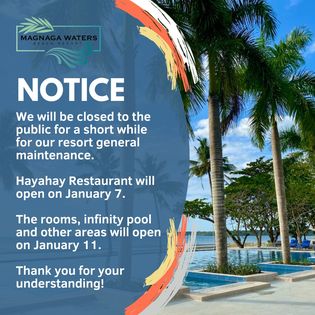 MAGNAGA WATERS
BEACH RESORT
NOTICE
We will be closed to the
public for a short while
for our resort general
maintenance.
Hayahay Restaurant will
open on January 7.
The rooms, infinity pool
and other areas will open
on January 11.
Thank you for your
understanding!